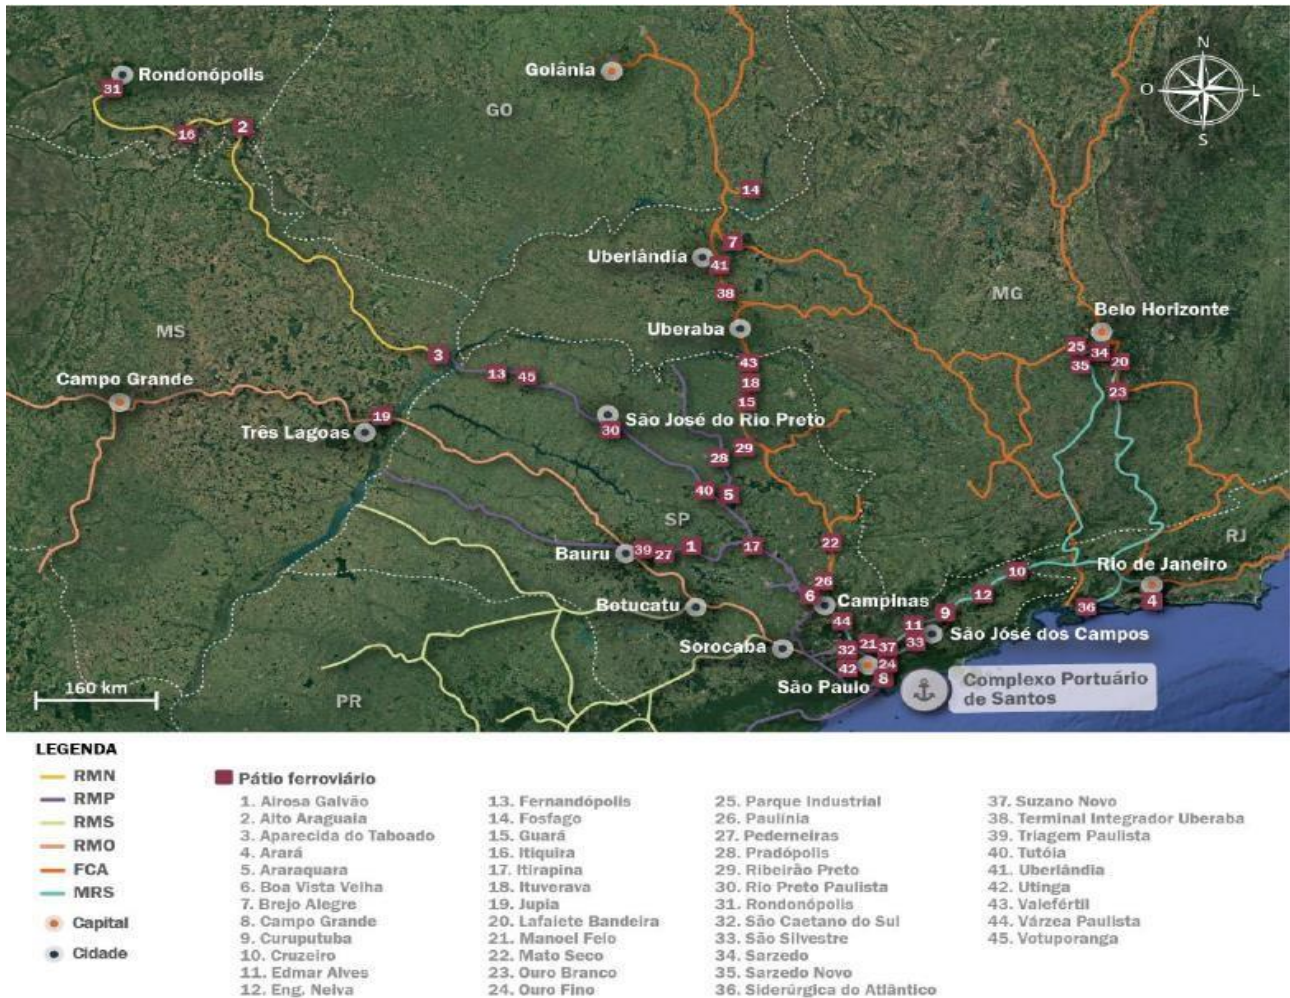 N
O
L
S
Rondonópolis
31
16
2
Goiânia
GO
14
7
Uberlândia
41
38
MG
Belo Horizonte
25
34
35
20
23
Uberaba
MS
3
13
45
43
18
15
Campo Grande
19
Três Lagoas
São José do Rio Preto
30
29
28
40
5
SP
Bauru
39
27
1
17
22
RJ
Rio de Janeiro
4
10
12
36
26
6
Campinas
Botucatu
44
9
11
33
São Jósé dos Campos
Sorocaba
32
21
37
42
24
São Paulo
8
Complexo Portuário
de Santos
160 km
PR
LEGENDA
RMN
RMP
RMS
RMO
FCA
MRS
Capital
Cidade
Pátio ferroviário
1. Airosa Galvão
2. Alto Araguaia
3. Aparecida do Taboado
4. Arará
5. Araraquara
6. Boa Vista Velha
7. Brejo Alegre
8. Campo Grande
9. Curuputuba
10. Cruzeiro
11. Edmar Alves
12. Eng. Neiva
13. Fernandópolis
14. Fosfago
15. Guará
16. Itiquira
17. Itirapina
18. Ituverava
19. Jupia
20. Lafaiete Bandeira
21. Manoel Feio
22. Mato Seco
23. Ouro Branco
24. Ouro Fino
25. Parque Industrial
26. Paulínia
27. Pederneiras
28. Pradópolis
29. Ribeirão Preto
30. Rio Preto Paulista
31. Rondonópolis
32. São Caetano do Sul
33. São Silvestre
34. Sarzedo
35. Sarzedo Novo
36. Siderúrgica do Atlântico
37. Suzano Novo
38. Terminal Integrador Uberaba
39. Triagem Paulista
40. Tutóia
41. Uberlândia
42. Utinga
43. Valefértil
44. Várzea Paulista
45. Votuporanga